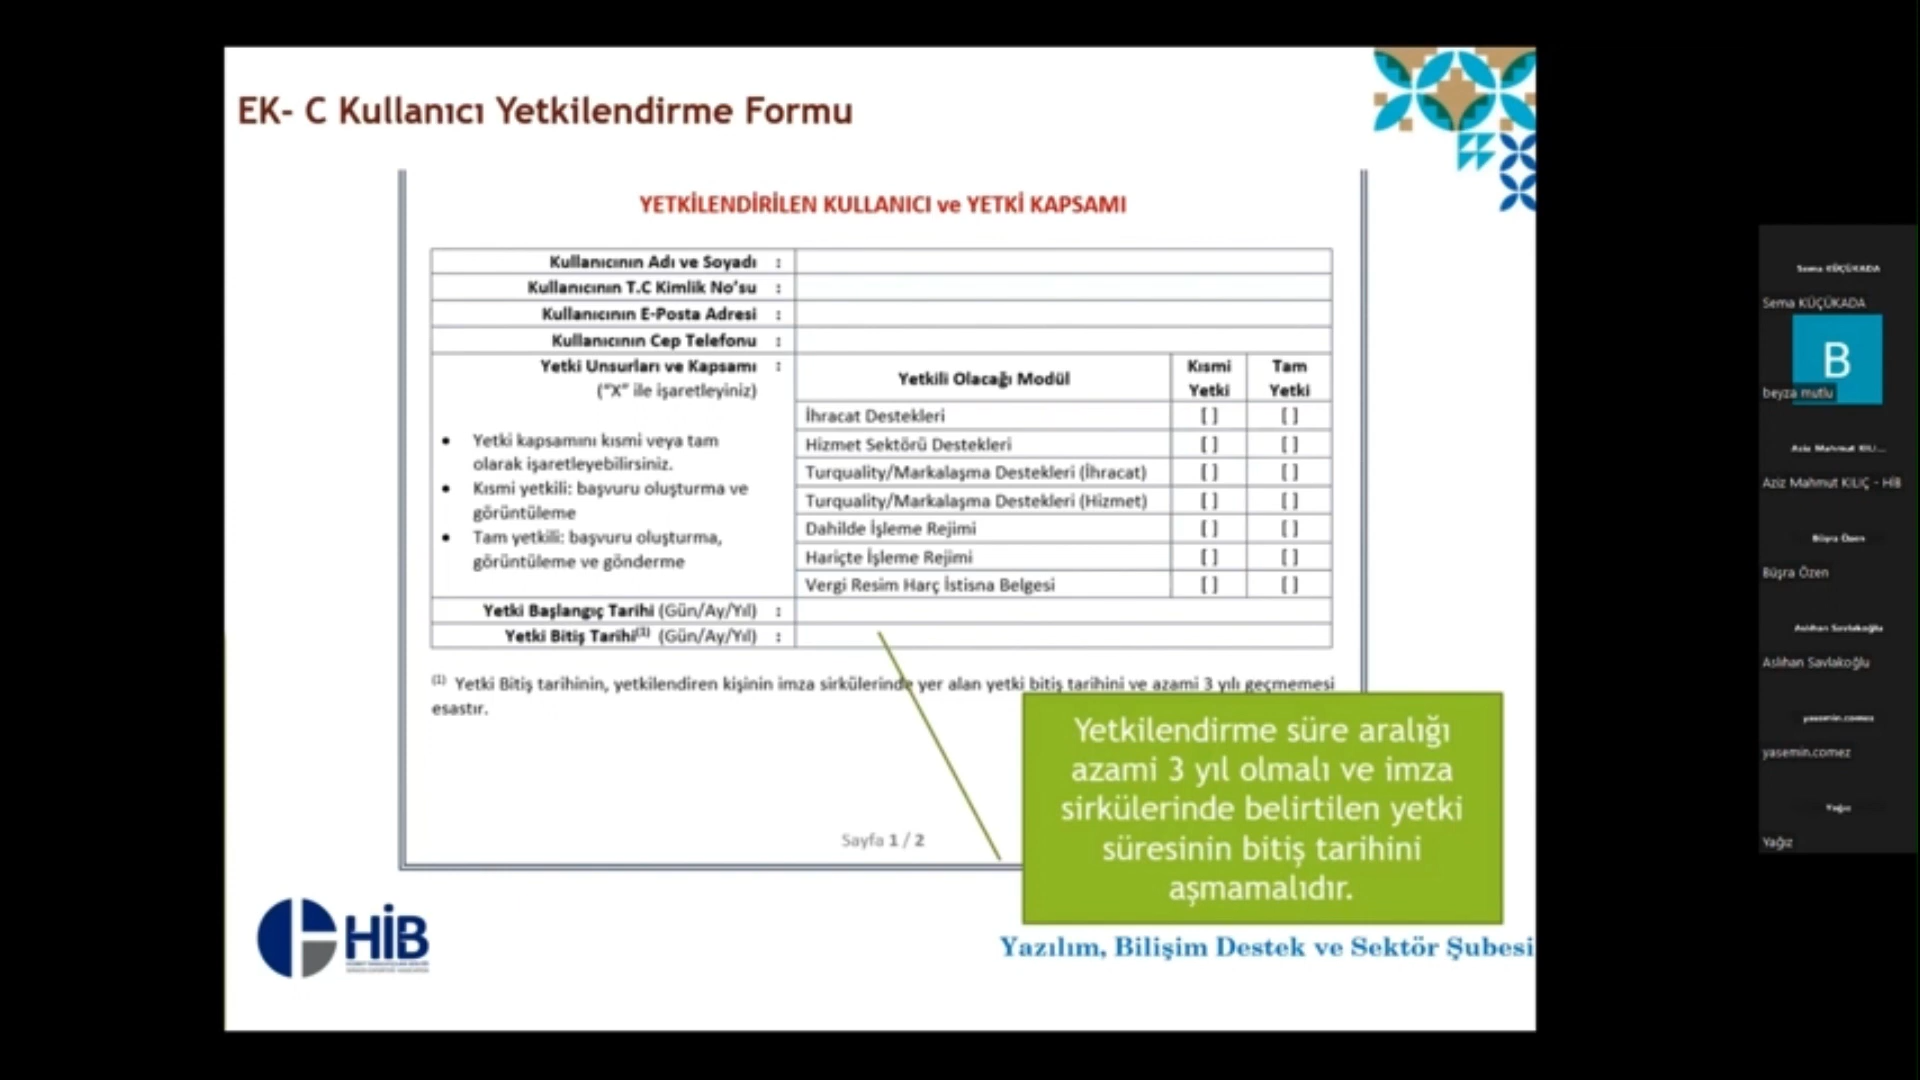 EK- C Kullanıcı Yetkilendirme Formu
YETKİLENDİRİLEN KULLANICI ve YETKİ KAPSAMI
Kullanıcının Adı ve Soyadı :
Kullanıcının T.C Kimlik No'su :
Kullanıcının E-Posta Adresi :
Kullanıcının Cep Telefonu :
Yetki Unsurları ve Kapsamı :
("X" ile işaretleyiniz)
• Yetki kapsamını kısmi veya tam
olarak işaretleyebilirsiniz.
• Kısmi yetkili: başvuru oluşturma ve
görüntüleme
• Tam yetkili: başvuru oluşturma,
görüntüleme ve gönderme
Yetkili Olacağı Modül
Kısmi Yetki
Tam Yetki
İhracat Destekleri [ ] [ ]
Hizmet Sektörü Destekleri [ ] [ ]
Turquality/Markalaşma Destekleri (İhracat) [ ] [ ]
Turquality/Markalaşma Destekleri (Hizmet) [ ] [ ]
Dahilde İşleme Rejimi [ ] [ ]
Hariçte İşleme Rejimi [ ] [ ]
Vergi Resim Harç İstisna Belgesi [ ] [ ]
Yetki Başlangıç Tarihi (Gün/Ay/Yıl) :
Yetki Bitiş Tarihi(1) (Gün/Ay/Yıl) :
(1) Yetki Bitiş tarihinin, yetkilendiren kişinin imza sirkülerinde yer alan yetki bitiş tarihini ve azami 3 yılı geçmemesi
esastır.
Yetkilendirme süre aralığı
azami 3 yıl olmalı ve imza
sirkülerinde belirtilen yetki
süresinin bitiş tarihini
aşmamalıdır.
Sayfa 1 / 2
HİB
Yazılım, Bilişim Destek ve Sektör Şubesi
Sema KÜÇÜKADA
Sema KÜÇÜKADA
B
beyza mutlu
Aziz Mahmut KILI...
Aziz Mahmut KILIÇ - HİB
Büşra Özen
Büşra Özen
Aslıhan Savlakoğlu
Aslıhan Savlakoğlu
yasemin.comez
yasemin.comez
Yağız
Yağız